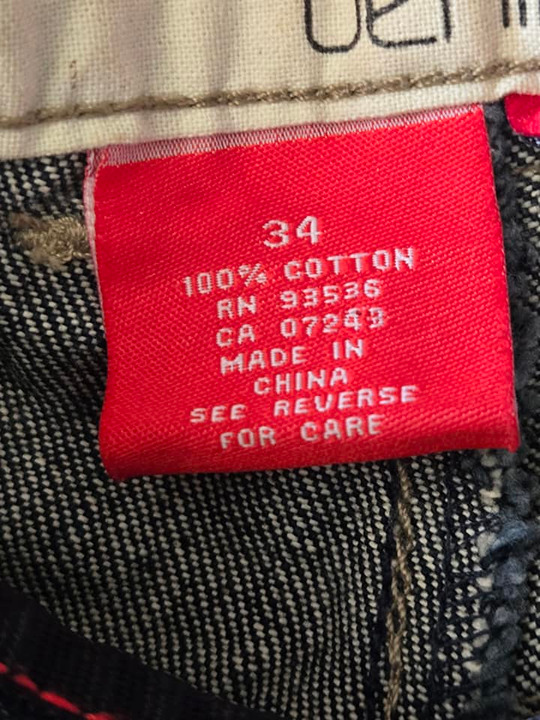 34
100% COTTON
RN 93536
CA 07243
MADE IN
CHINA
SEE REVERSE
FOR CARE